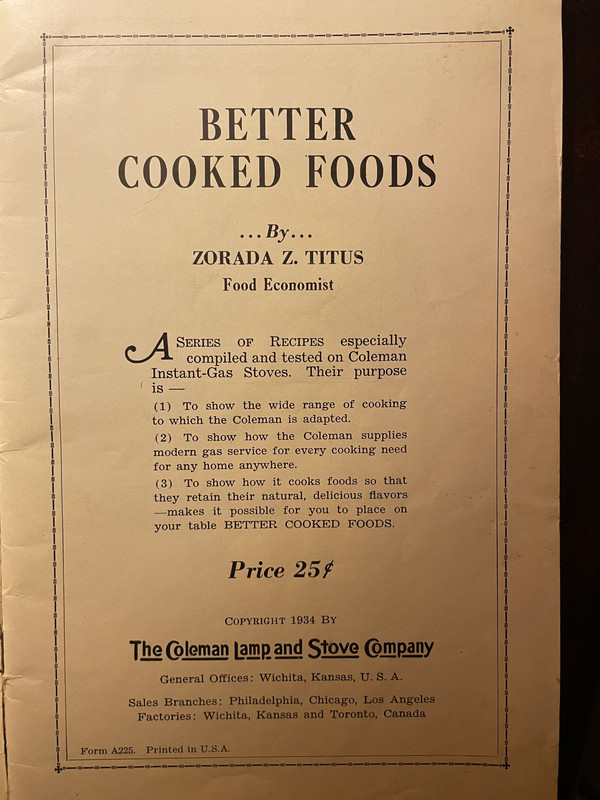 BETTER
COOKED FOODS
...By...
ZORADA Z. TITUS
Food Economist
A SERIES OF RECIPES especially
compiled and tested on Coleman
Instant-Gas Stoves. Their purpose
is —
(1) To show the wide range of cooking
to which the Coleman is adapted.
(2) To show how the Coleman supplies
modern gas service for every cooking need
for any home anywhere.
(3) To show how it cooks foods so that
they retain their natural, delicious flavors
—makes it possible for you to place on
your table BETTER COOKED FOODS.
Price 25¢
COPYRIGHT 1934 BY
The Coleman Lamp and Stove Company
General Offices: Wichita, Kansas, U. S. A.
Sales Branches: Philadelphia, Chicago, Los Angeles
Factories: Wichita, Kansas and Toronto, Canada
Form A225. Printed in U.S.A.